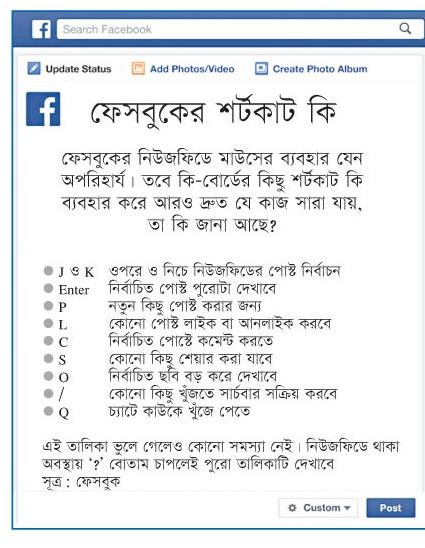 f Search Facebook
Update Status Add Photos/Video Create Photo Album
f ফেসবুকের শর্টকাট কি
ফেসবুকের নিউজফিডে মাউসের ব্যবহার যেন
অপরিহার্য। তবে কি-বোর্ডের কিছু শর্টকাট কি
ব্যবহার করে আরও দ্রুত যে কাজ সারা যায়,
তা কি জানা আছে?
J ও K ওপরে ও নিচে নিউজফিডের পোস্ট নির্বাচন
Enter নির্বাচিত পোস্ট পুরোটা দেখাবে
P নতুন কিছু পোস্ট করার জন্য
L কোনো পোস্ট লাইক বা আনলাইক করবে
C নির্বাচিত পোস্টে কমেন্ট করতে
S কোনো কিছু শেয়ার করা যাবে
O নির্বাচিত ছবি বড় করে দেখাবে
/ কোনো কিছু খুঁজতে সার্চবার সক্রিয় করবে
Q চ্যাটে কাউকে খুঁজে পেতে
এই তালিকা ভুলে গেলেও কোনো সমস্যা নেই। নিউজফিডে থাকা
অবস্থায় ‘?’ বোতাম চাপলেই পুরো তালিকাটি দেখাবে
সূত্র : ফেসবুক
Custom Post